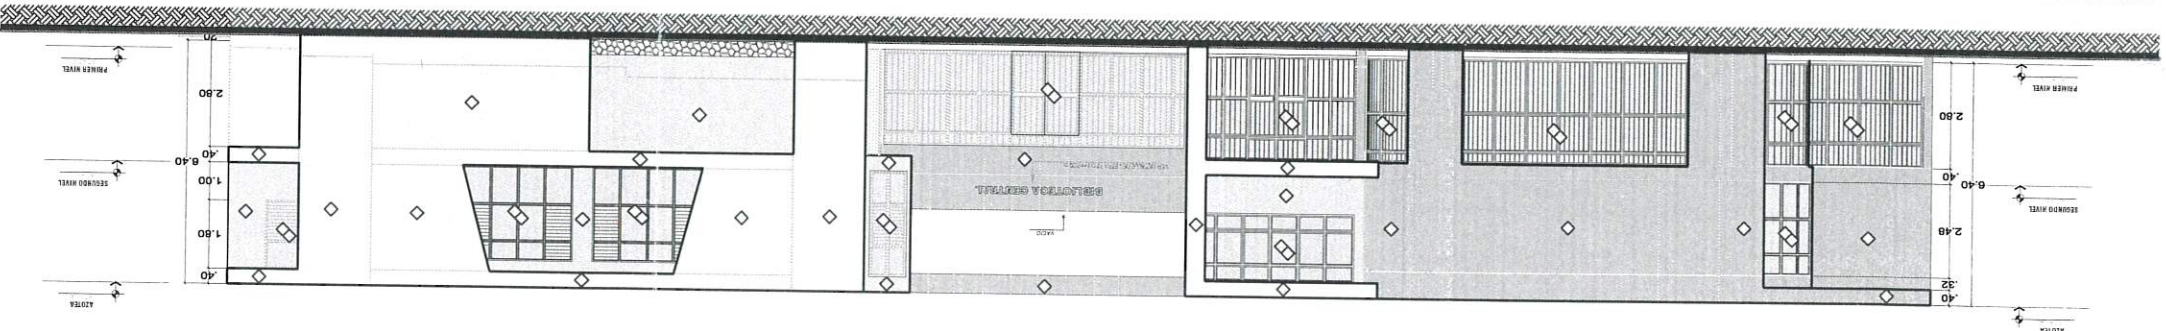 AZOTEA
.40
.32
2.48
SEGUNDO NIVEL
6.40
.40
2.80
PRIMER NIVEL
VACIO
BIBLIOTECA CENTRAL
AZOTEA
.40
1.80
1.00
SEGUNDO NIVEL
6.40
.40
2.80
PRIMER NIVEL
.20